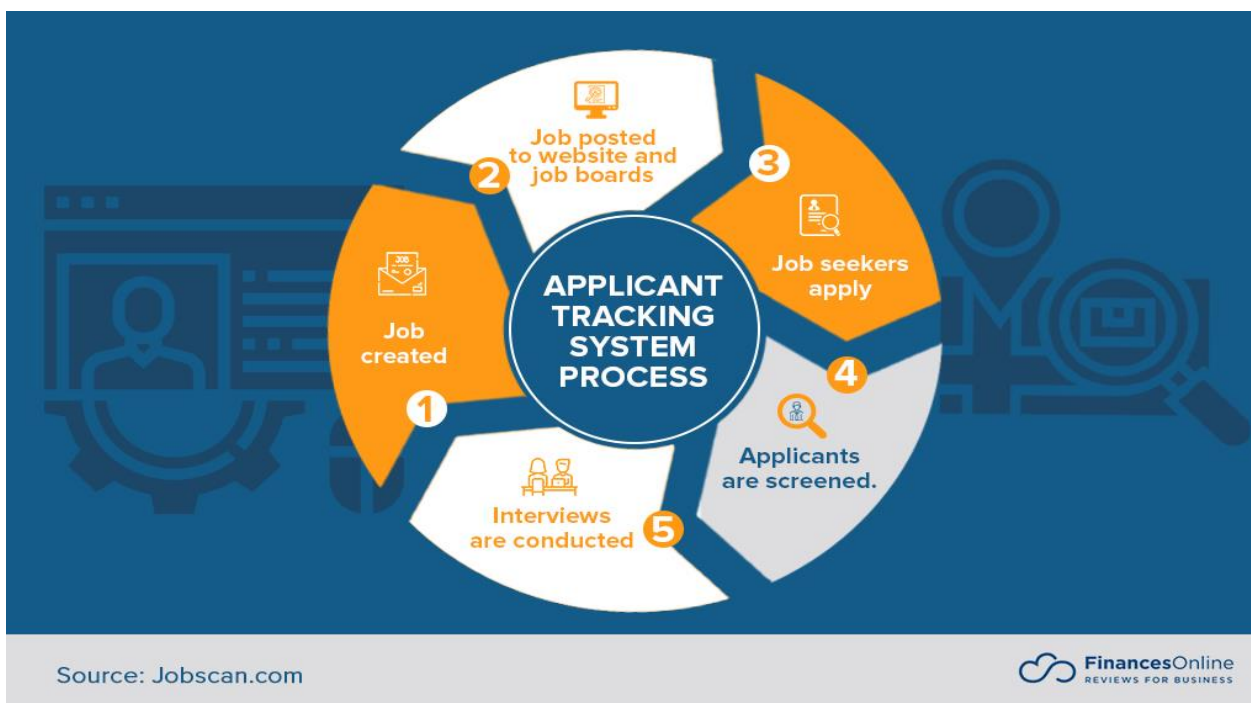 APPLICANT
TRACKING
SYSTEM
PROCESS
1
JOB
Job
created
2
Job posted
to website and
job boards
3
Job seekers
apply
4
Applicants
are screened.
5
Interviews
are conducted
Source: Jobscan.com
FinancesOnline
REVIEWS FOR BUSINESS